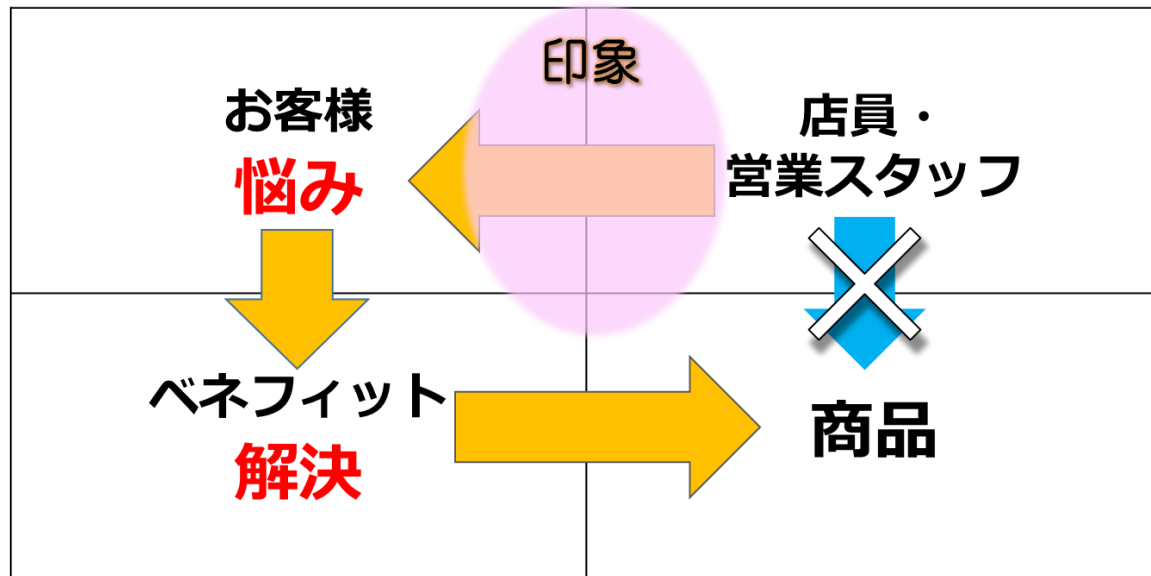 印象
お客様
悩み
店員・
営業スタッフ
ベネフィット
解決
商品